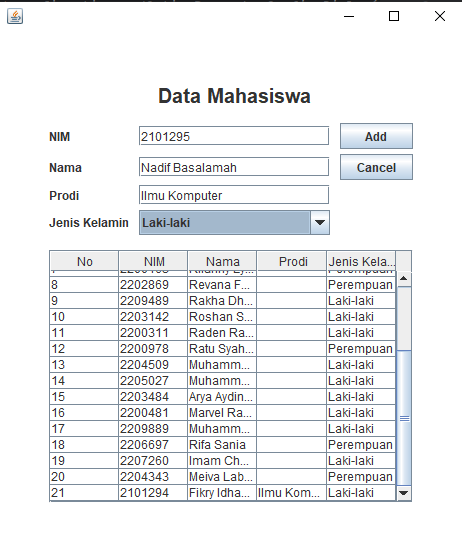 Data Mahasiswa
NIM 2101295 Add
Nama Nadif Basalamah Cancel
Prodi Ilmu Komputer
Jenis Kelamin Laki-laki
No NIM Nama Prodi Jenis Kela...
8 2202869 Revana F... Perempuan
9 2209489 Rakha Dh... Laki-laki
10 2203142 Roshan S... Laki-laki
11 2200311 Raden Ra... Laki-laki
12 2200978 Ratu Syah... Perempuan
13 2204509 Muhamm... Laki-laki
14 2205027 Muhamm... Laki-laki
15 2203484 Arya Aydin... Laki-laki
16 2200481 Marvel Ra... Laki-laki
17 2209889 Muhamm... Laki-laki
18 2206697 Rifa Sania Perempuan
19 2207260 Imam Ch... Laki-laki
20 2204343 Meiva Lab... Perempuan
21 2101294 Fikry Idha... Ilmu Kom... Laki-laki